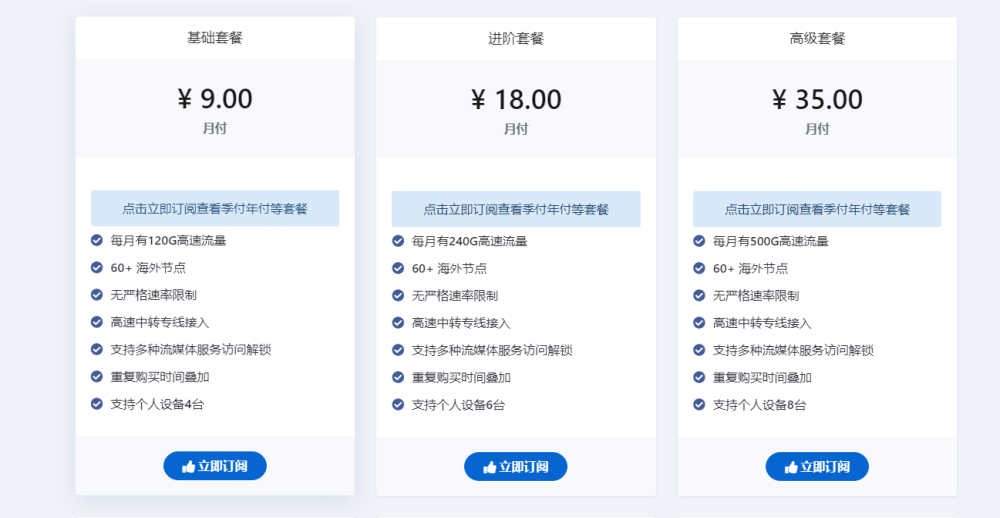 基础套餐
¥ 9.00
月付
点击立即订阅查看季付年付等套餐
每月有120G高速流量
60+ 海外节点
无严格速率限制
高速中转专线接入
支持多种流媒体服务访问解锁
重复购买时间叠加
支持个人设备4台
立即订阅
进阶套餐
¥ 18.00
月付
点击立即订阅查看季付年付等套餐
每月有240G高速流量
60+ 海外节点
无严格速率限制
高速中转专线接入
支持多种流媒体服务访问解锁
重复购买时间叠加
支持个人设备6台
立即订阅
高级套餐
¥ 35.00
月付
点击立即订阅查看季付年付等套餐
每月有500G高速流量
60+ 海外节点
无严格速率限制
高速中转专线接入
支持多种流媒体服务访问解锁
重复购买时间叠加
支持个人设备8台
立即订阅